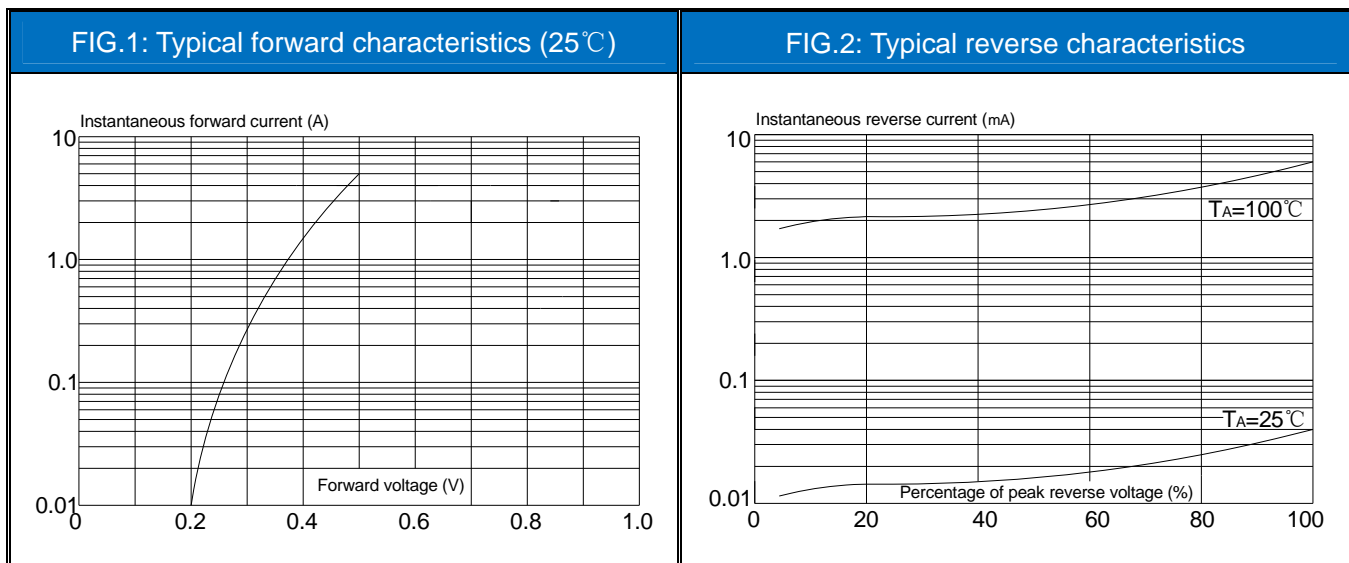 FIG.1: Typical forward characteristics (25℃)
Instantaneous forward current (A)
10
1.0
0.1
0.01
Forward voltage (V)
0 0.2 0.4 0.6 0.8 1.0
FIG.2: Typical reverse characteristics
Instantaneous reverse current (mA)
10
TA=100℃
1.0
0.1
TA=25℃
0.01
Percentage of peak reverse voltage (%)
0 20 40 60 80 100